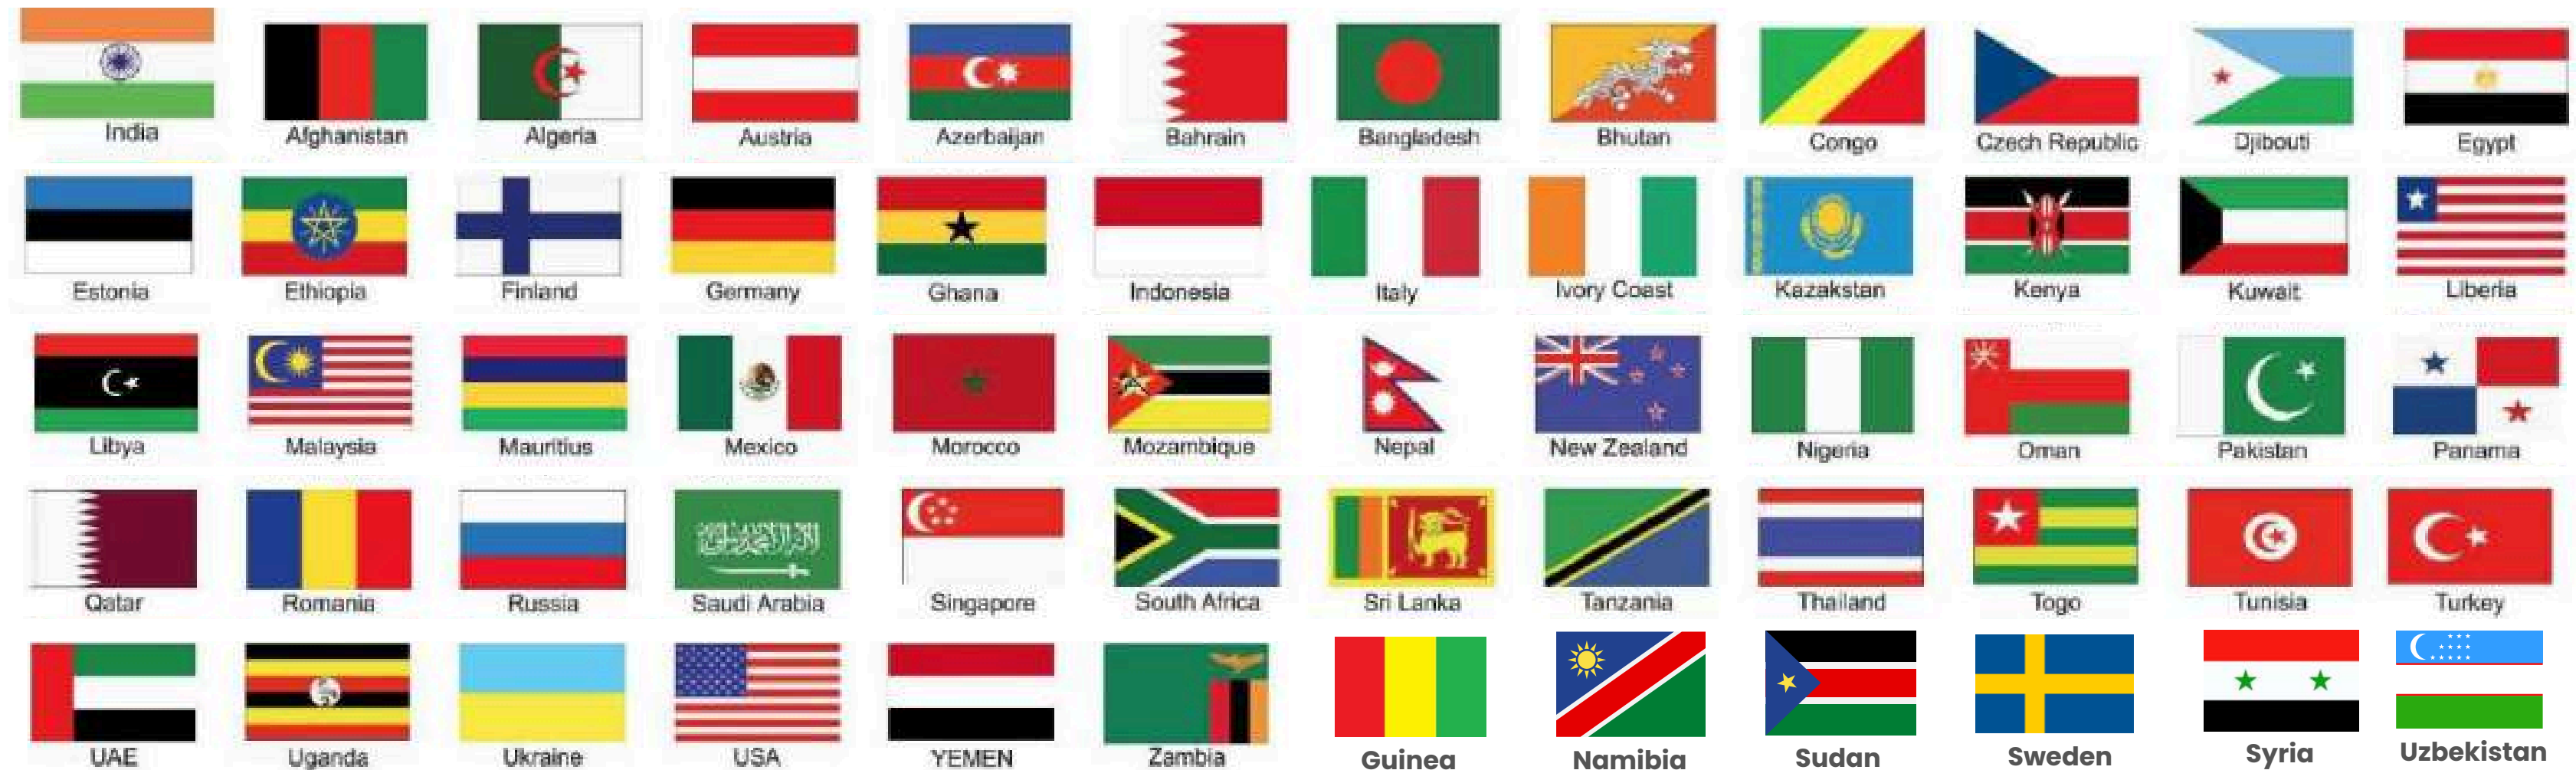 India Afghanistan Algeria Austria Azerbaijan Bahrain Bangladesh Bhutan Congo Czech Republic Djibouti Egypt
Estonia Ethiopia Finland Germany Ghana Indonesia Italy Ivory Coast Kazakstan Kenya Kuwait Liberia
Libya Malaysia Mauritius Mexico Morocco Mozambique Nepal New Zealand Nigeria Oman Pakistan Panama
Qatar Romania Russia Saudi Arabia Singapore South Africa Sri Lanka Tanzania Thailand Togo Tunisia Turkey
UAE Uganda Ukraine USA YEMEN Zambia Guinea Namibia Sudan Sweden Syria Uzbekistan